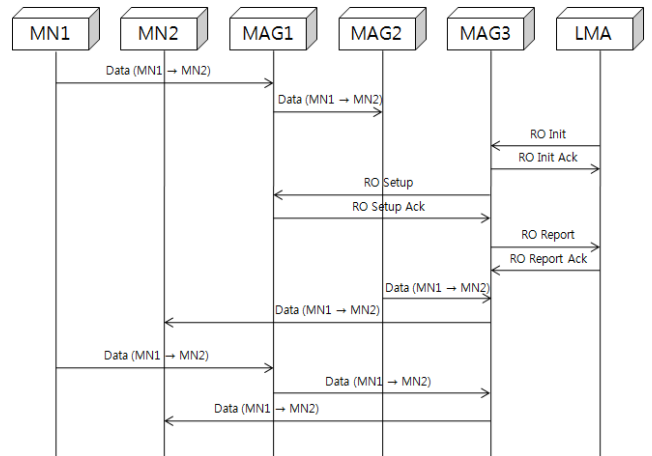 MN1
MN2
MAG1
MAG2
MAG3
LMA
Data (MN1 → MN2)
Data (MN1 → MN2)
RO Init
RO Init Ack
RO Setup
RO Setup Ack
RO Report
RO Report Ack
Data (MN1 → MN2)
Data (MN1 → MN2)
Data (MN1 → MN2)
Data (MN1 → MN2)
Data (MN1 → MN2)